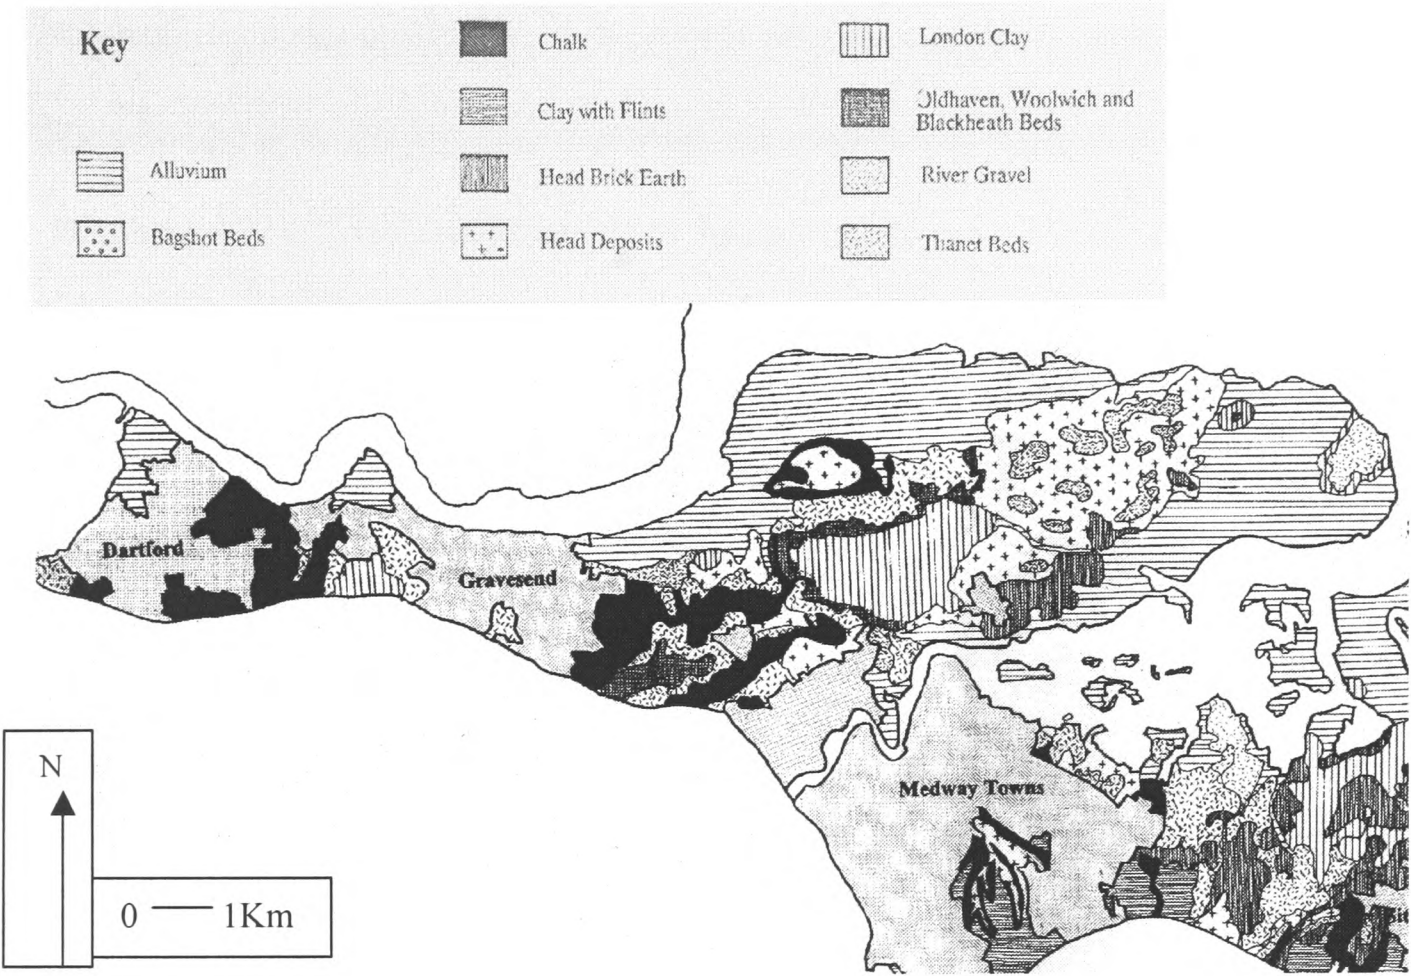 Key
Alluvium
Bagshot Beds
Chalk
Clay with Flints
Head Brick Earth
Head Deposits
London Clay
Oldhaven, Woolwich and
Blackheath Beds
River Gravel
Thanet Beds
Dartford
Gravesend
Medway Towns
Sit
N
0 1Km